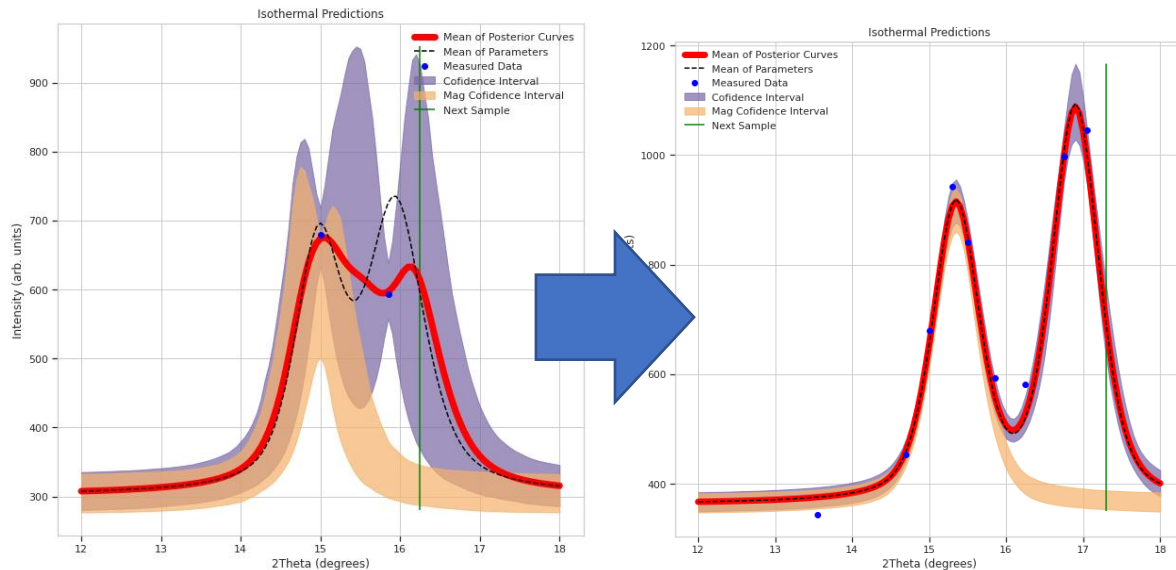 Isothermal Predictions
Mean of Posterior Curves
Mean of Parameters
Measured Data
Cofidence Interval
Mag Cofidence Interval
Next Sample
900
800
700
600
500
400
300
Intensity (arb. units)
12 13 14 15 16 17 18
2Theta (degrees)
Isothermal Predictions
Mean of Posterior Curves
Mean of Parameters
Measured Data
Cofidence Interval
Mag Cofidence Interval
Next Sample
1200
1000
800
600
400
12 13 14 15 16 17 18
2Theta (degrees)